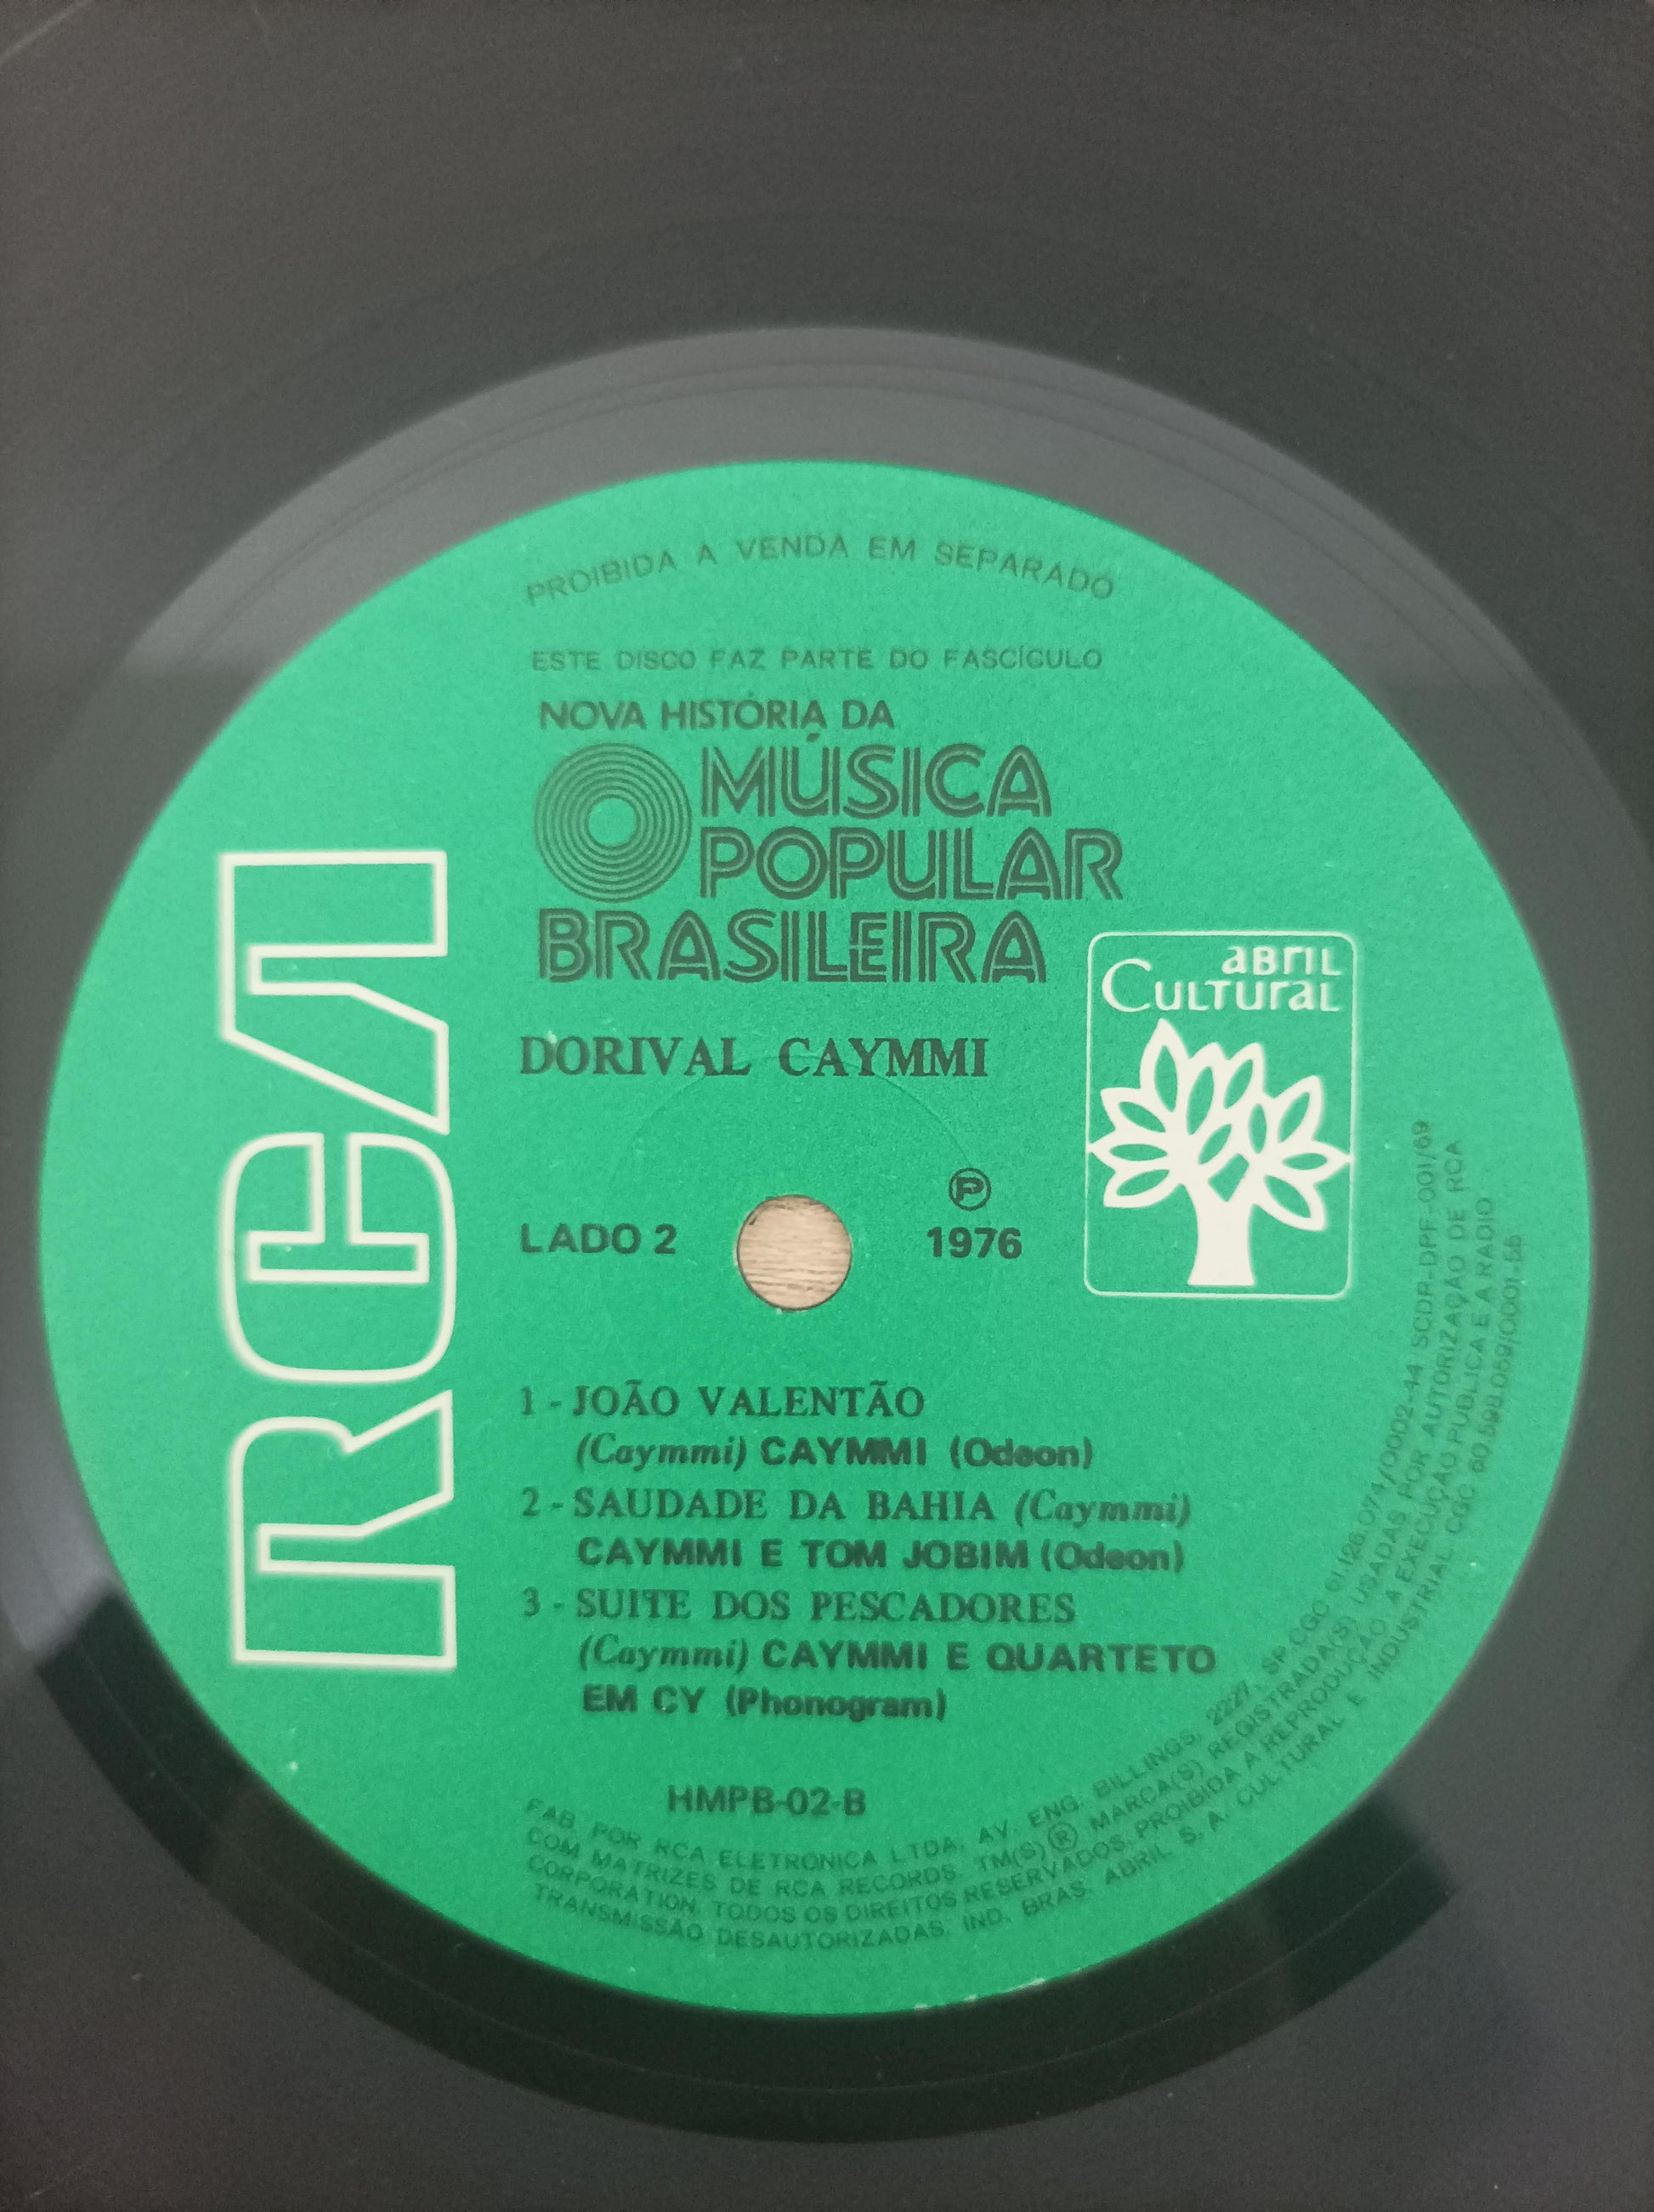 PROIBIDA A VENDA EM SEPARADO
ESTE DISCO FAZ PARTE DO FASCÍCULO
NOVA HISTÓRIA DA
MÚSICA
POPULAR
BRASILEIRA
abril
Cultural
DORIVAL CAYMMI
RCA
LADO 2
Ⓟ
1976
1 - JOÃO VALENTÃO
(Caymmi) CAYMMI (Odeon)
2 - SAUDADE DA BAHIA (Caymmi)
CAYMMI E TOM JOBIM (Odeon)
3 - SUITE DOS PESCADORES
(Caymmi) CAYMMI E QUARTETO
EM CY (Phonogram)
HMPB-02-B
FAB. POR RCA ELETRÔNICA LTDA. AV. ENG. BILLINGS, 2227, SP. CGC 61.126.074/0002-44 SCDR-DPF-001/69
COM MATRIZES DE RCA RECORDS. TM(S) ® MARCA(S) REGISTRADA(S) USADAS POR AUTORIZAÇÃO DE RCA
CORPORATION. TODOS OS DIREITOS RESERVADOS. PROIBIDA A REPRODUÇÃO, A EXECUÇÃO PÚBLICA E A RADIO
TRANSMISSÃO DESAUTORIZADAS. IND. BRAS. ABRIL S. A. CULTURAL E INDUSTRIAL CGC 60.598.069/0001-55